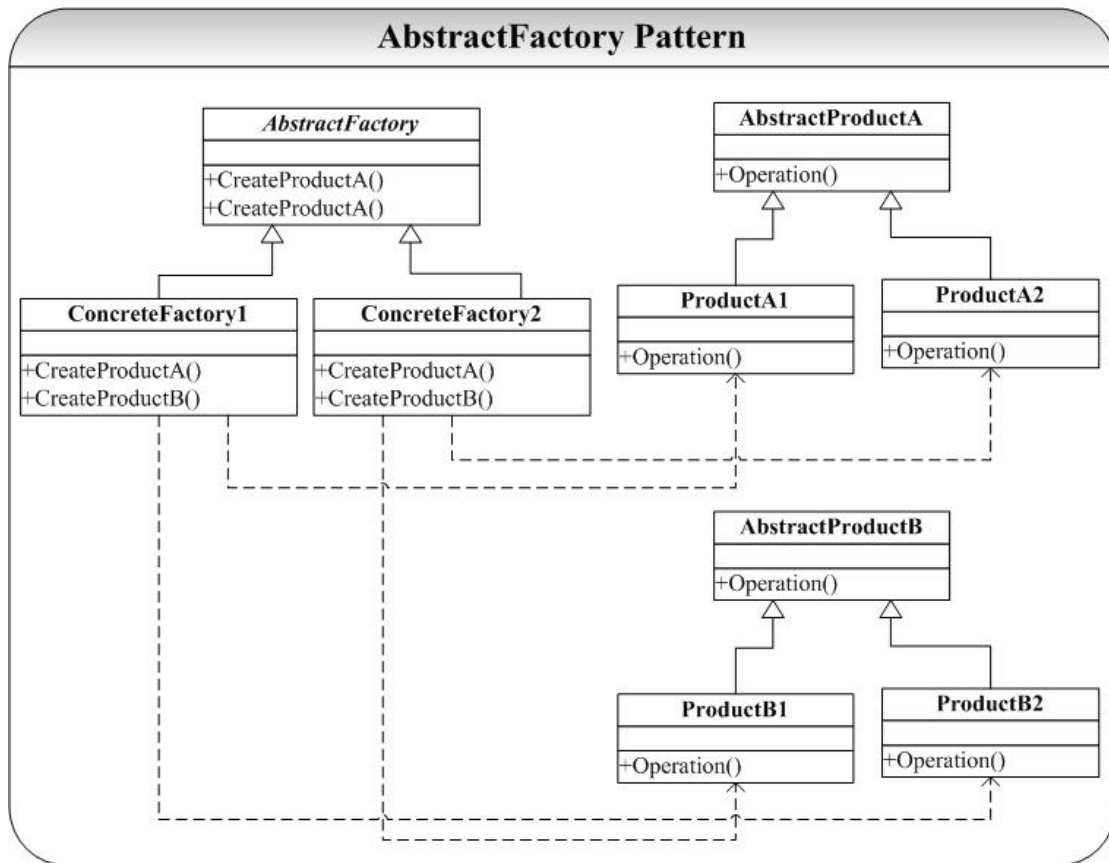 AbstractFactory Pattern
AbstractFactory
+CreateProductA()
+CreateProductA()
AbstractProductA
+Operation()
ConcreteFactory1
+CreateProductA()
+CreateProductB()
ConcreteFactory2
+CreateProductA()
+CreateProductB()
ProductA1
+Operation()
ProductA2
+Operation()
AbstractProductB
+Operation()
ProductB1
+Operation()
ProductB2
+Operation()